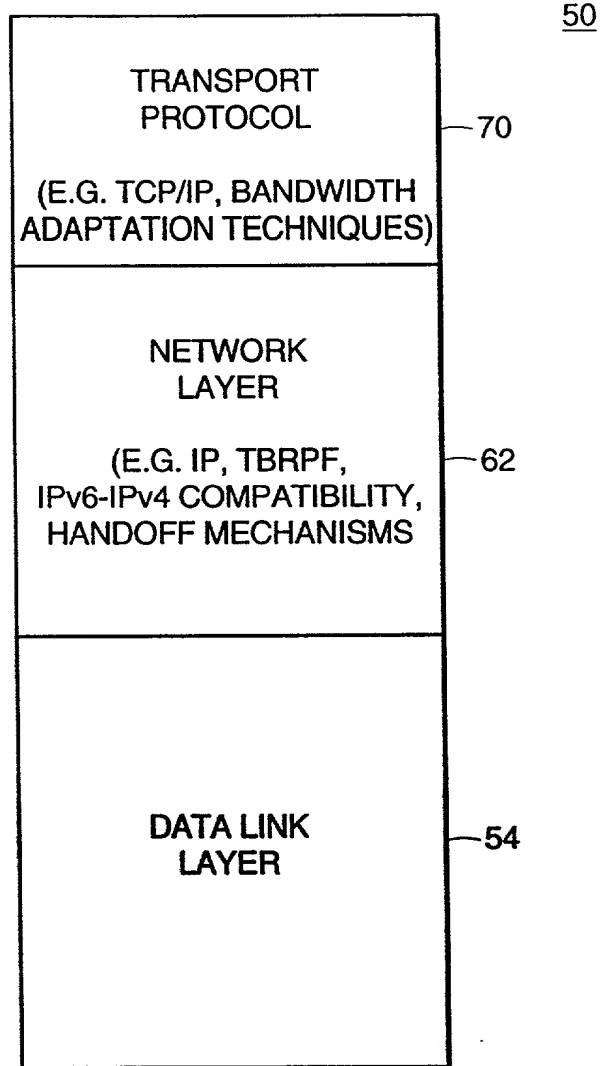 50
TRANSPORT
PROTOCOL
(E.G. TCP/IP, BANDWIDTH
ADAPTATION TECHNIQUES)
70
NETWORK
LAYER
(E.G. IP, TBRPF,
IPv6-IPv4 COMPATIBILITY,
HANDOFF MECHANISMS
62
DATA LINK
LAYER
54